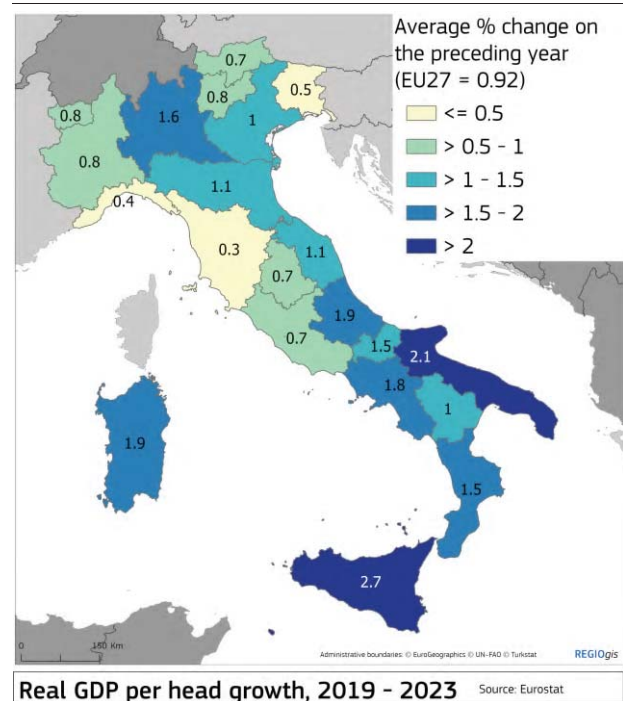 Average % change on
the preceding year
(EU27 = 0.92)
<= 0.5
> 0.5 - 1
> 1 - 1.5
> 1.5 - 2
> 2
0.7
0.8
0.5
0.8
1.6
1
0.8
1.1
0.4
0.3
1.1
0.7
0.7
1.9
1.5
2.1
1.8
1
1.9
1.5
2.7
0 150 Km
Administrative boundaries: © EuroGeographics © UN-FAO © Turkstat
REGIOgis
Real GDP per head growth, 2019 - 2023 Source: Eurostat